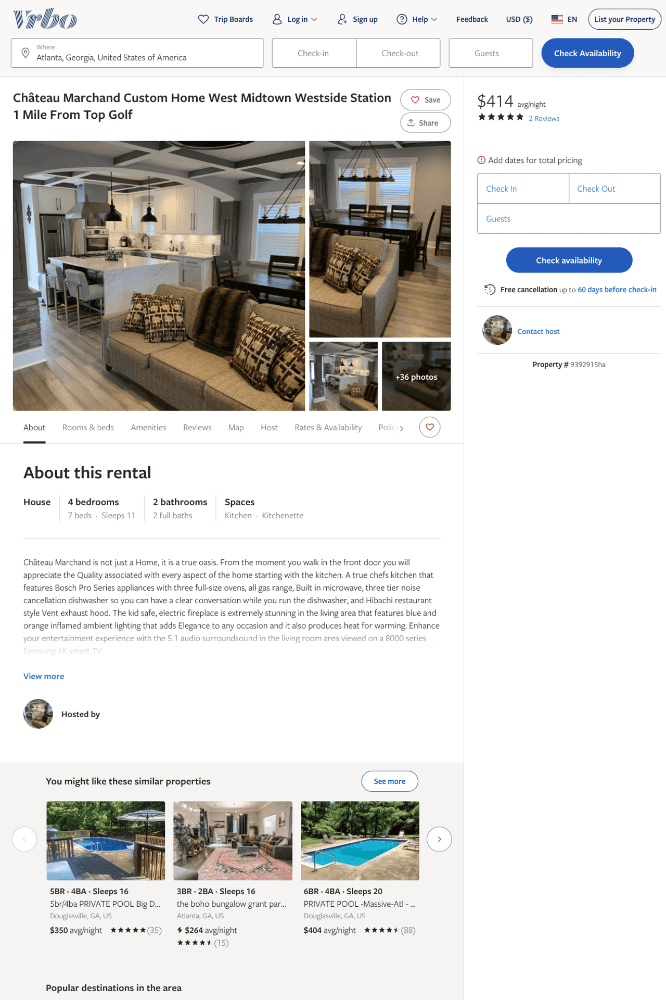 Vrbo
Trip Boards
Log in
Sign up
Help
Feedback
USD ($)
EN
List your Property
Where
Atlanta, Georgia, United States of America
Check-in
Check-out
Guests
Check Availability
Château Marchand Custom Home West Midtown Westside Station
1 Mile From Top Golf
Save
Share
+36 photos
$414 avg/night
2 Reviews
Add dates for total pricing
Check In
Check Out
Guests
Check availability
Free cancellation up to 60 days before check-in
Contact host
Property # 9392915ha
About
Rooms & beds
Amenities
Reviews
Map
Host
Rates & Availability
Polici
About this rental
House
4 bedrooms
7 beds · Sleeps 11
2 bathrooms
2 full baths
Spaces
Kitchen · Kitchenette
Château Marchand is not just a Home, it is a true oasis. From the moment you walk in the front door you will
appreciate the Quality associated with every aspect of the home starting with the kitchen. A true chefs kitchen that
features Bosch Pro Series appliances with three full-size ovens, all gas range, Built in microwave, three tier noise
cancellation dishwasher so you can have a clear conversation while you run the dishwasher, and Hibachi restaurant
style Vent exhaust hood. The kid safe, electric fireplace is extremely stunning in the living area that features blue and
orange inflamed ambient lighting that adds Elegance to any occasion and it also produces heat for warming. Enhance
your entertainment experience with the 5.1 audio surroundsound in the living room area viewed on a 8000 series
Samsung 4K smart TV.
View more
Hosted by
You might like these similar properties
See more
5BR · 4BA · Sleeps 16
5br/4ba PRIVATE POOL Big D...
Douglasville, GA, US
$350 avg/night
(35)
3BR · 2BA · Sleeps 16
the boho bungalow grant par...
Atlanta, GA, US
$264 avg/night
(15)
6BR · 4BA · Sleeps 20
PRIVATE POOL -Massive-Atl - ...
Douglasville, GA, US
$404 avg/night
(88)
Popular destinations in the area